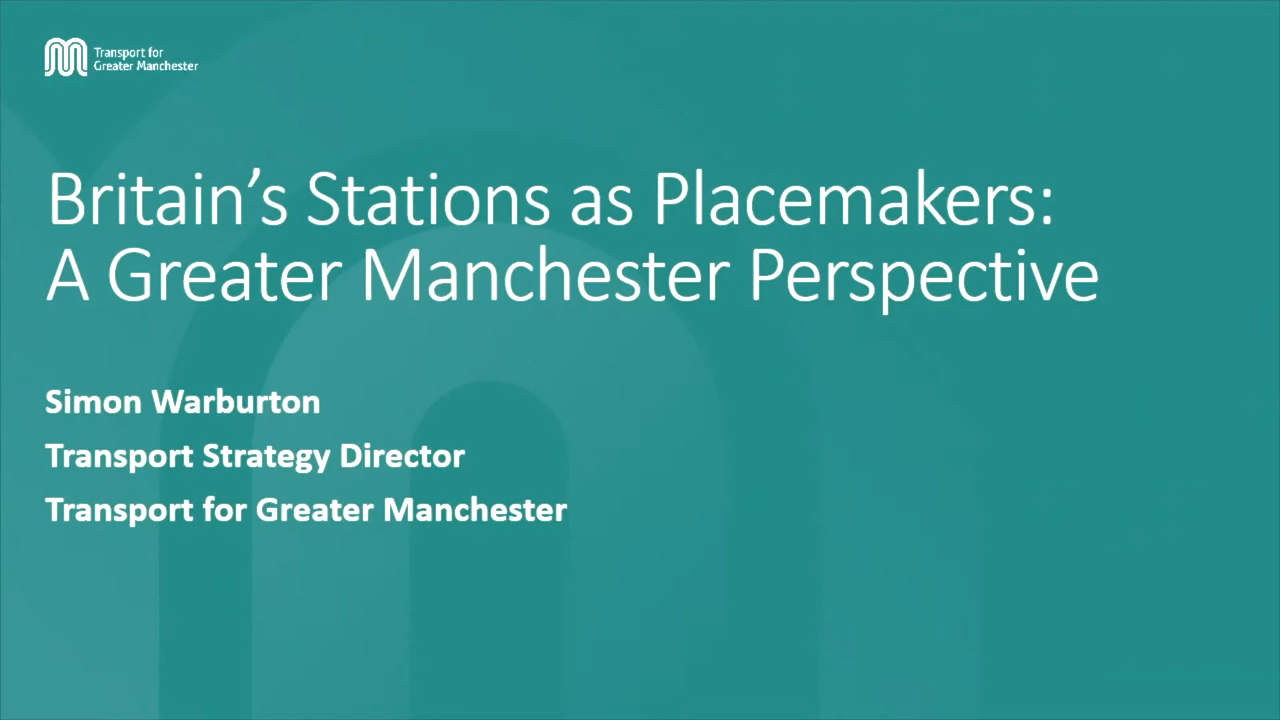 Transport for
Greater Manchester
Britain’s Stations as Placemakers:
A Greater Manchester Perspective
Simon Warburton
Transport Strategy Director
Transport for Greater Manchester